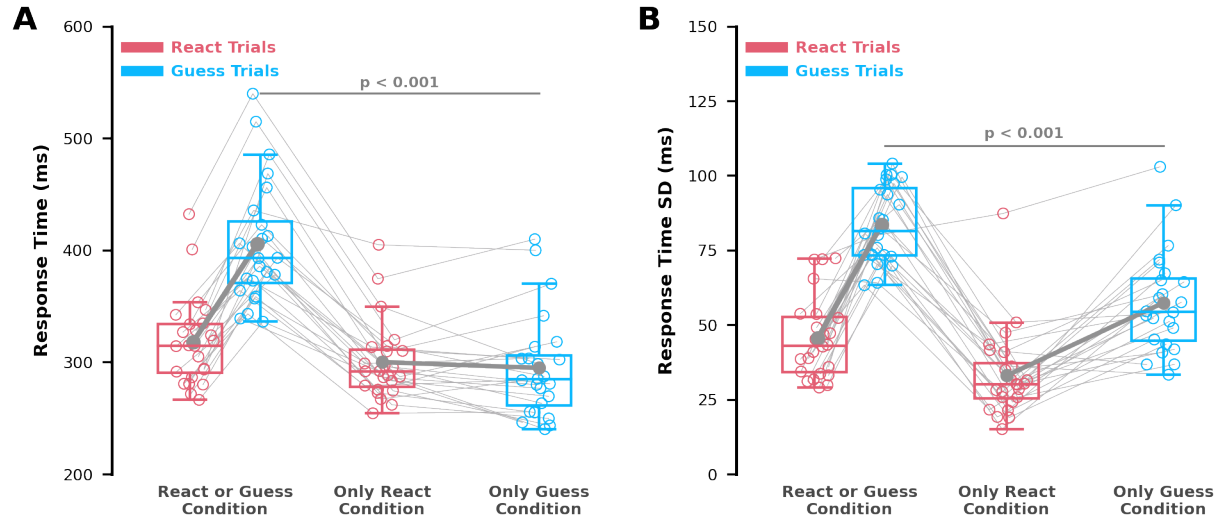 A
Response Time (ms)
600
500
400
300
200
React Trials
Guess Trials
p < 0.001
React or Guess
Condition
Only React
Condition
Only Guess
Condition
B
Response Time SD (ms)
150
125
100
75
50
25
0
React Trials
Guess Trials
p < 0.001
React or Guess
Condition
Only React
Condition
Only Guess
Condition